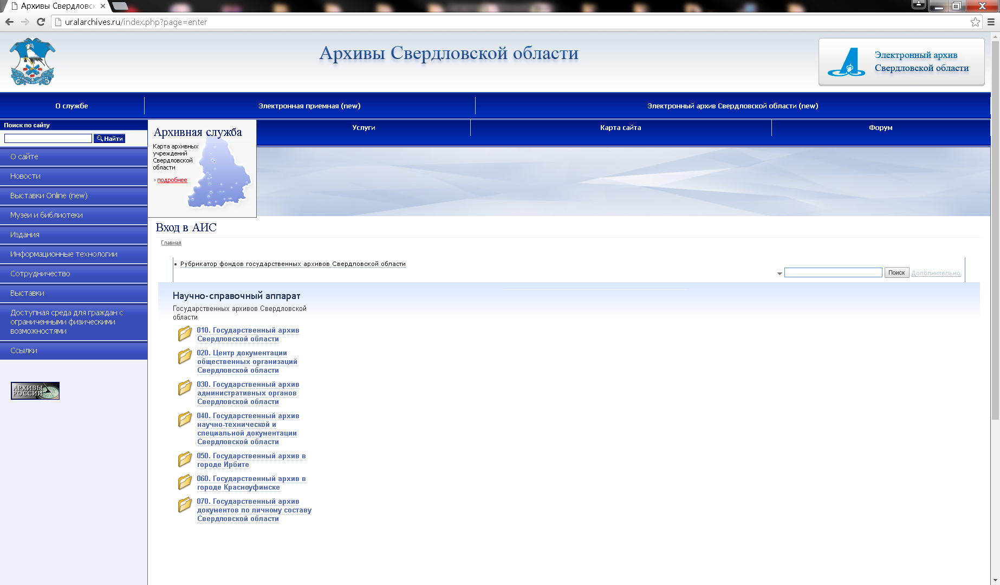 Архивы Свердловск
uralarchives.ru/index.php?page=enter
Архивы Свердловской области
Электронный архив
Свердловской области
О службе
Электронная приемная (new)
Электронный архив Свердловской области (new)
Поиск по сайту
Найти
Архивная служба
Карта архивных
учреждений
Свердловской
области
подробнее
Услуги
Карта сайта
Форум
О сайте
Новости
Выставки Online (new)
Музеи и библиотеки
Издания
Информационные технологии
Сотрудничество
Выставки
Доступная среда для граждан с
ограниченными физическими
возможностями
Ссылки
АРХИВЫ
РОССИИ
Вход в АИС
Главная
Рубрикатор фондов государственных архивов Свердловской области
Поиск
Дополнительно
Научно-справочный аппарат
Государственных архивов Свердловской
области
010. Государственный архив
Свердловской области
020. Центр документации
общественных организаций
Свердловской области
030. Государственный архив
административных органов
Свердловской области
040. Государственный архив
научно-технической и
специальной документации
Свердловской области
050. Государственный архив в
городе Ирбите
060. Государственный архив в
городе Красноуфимске
070. Государственный архив
документов по личному составу
Свердловской области